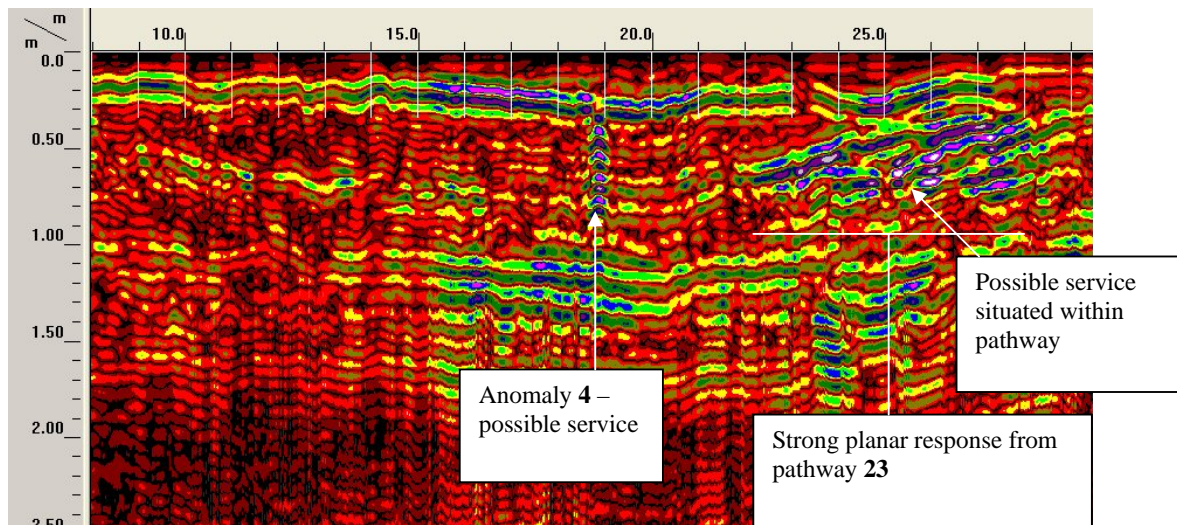 m
m
10.0 15.0 20.0 25.0
0.0
0.50
1.00
1.50
2.00
2.50
Possible service
situated within
pathway
Anomaly 4 –
possible service
Strong planar response from
pathway 23